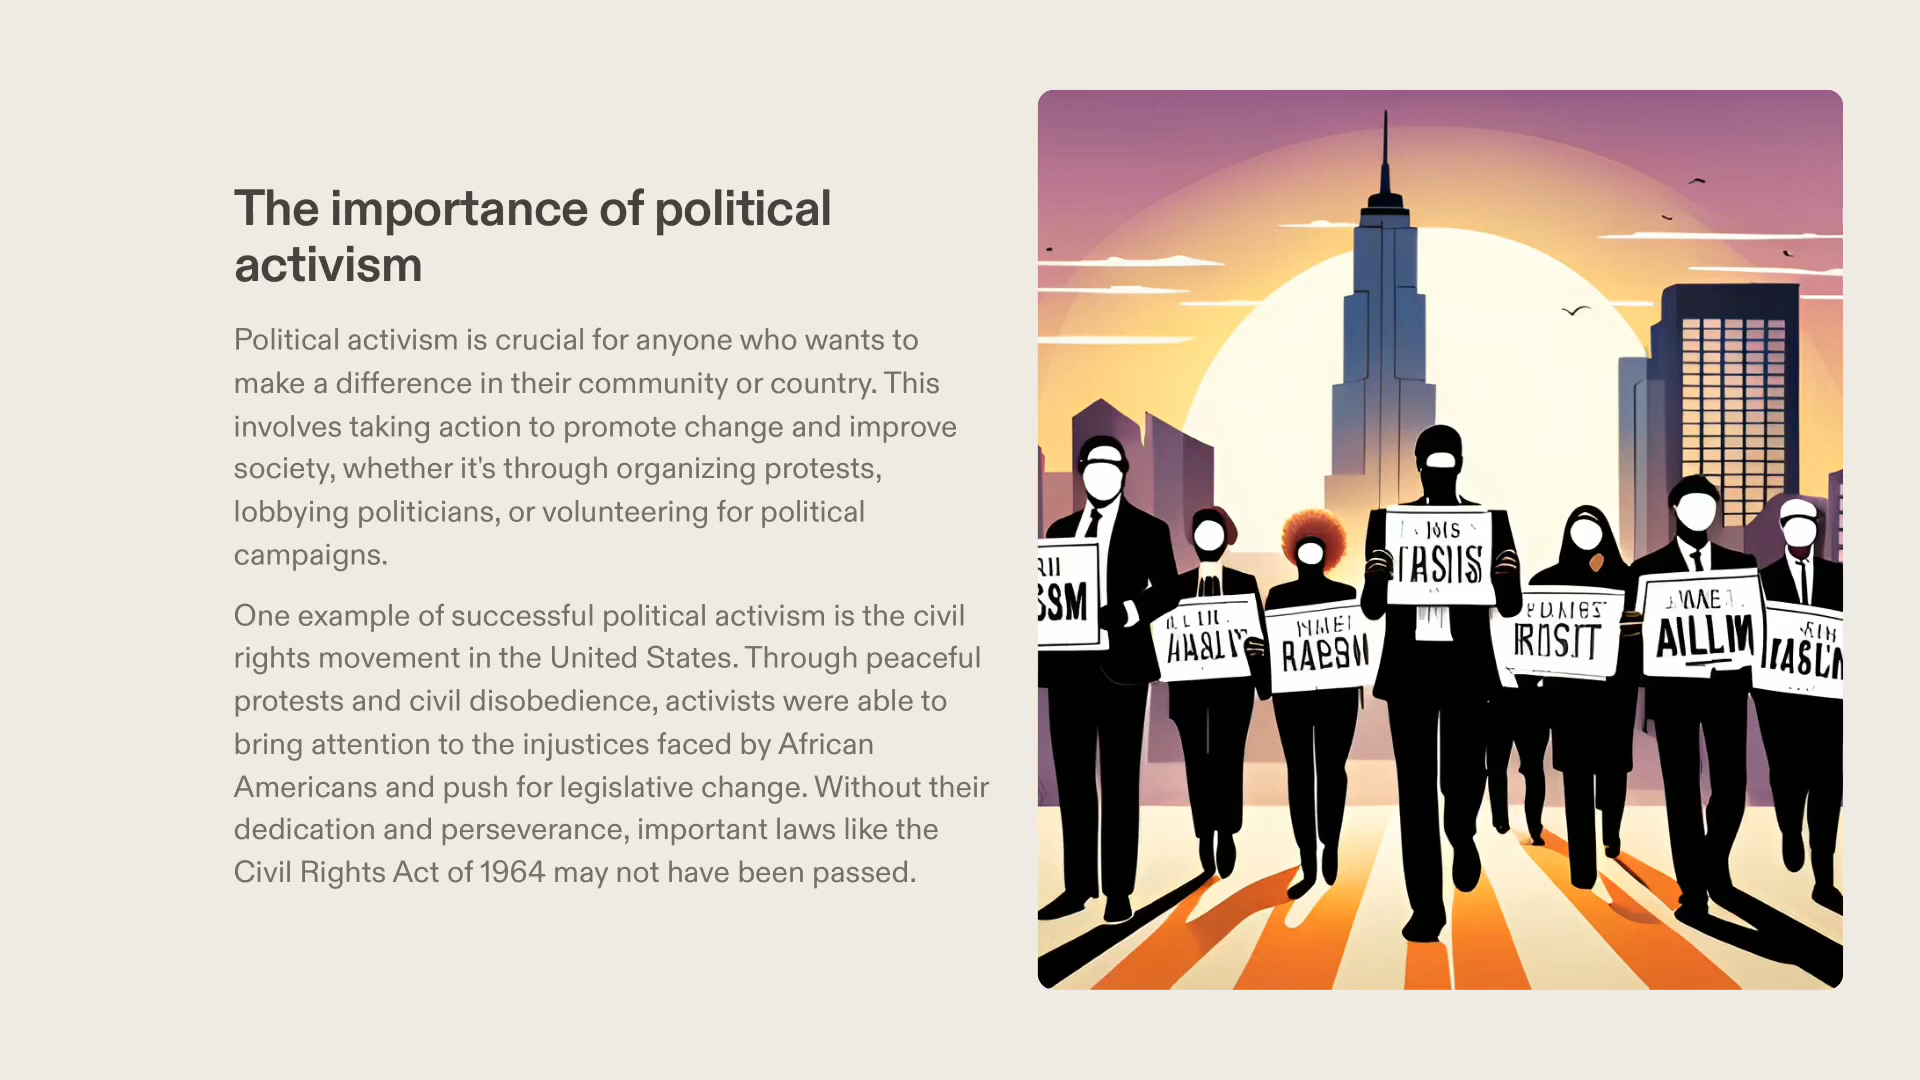 The importance of political
activism
Political activism is crucial for anyone who wants to
make a difference in their community or country. This
involves taking action to promote change and improve
society, whether it's through organizing protests,
lobbying politicians, or volunteering for political
campaigns.
One example of successful political activism is the civil
rights movement in the United States. Through peaceful
protests and civil disobedience, activists were able to
bring attention to the injustices faced by African
Americans and push for legislative change. Without their
dedication and perseverance, important laws like the
Civil Rights Act of 1964 may not have been passed.